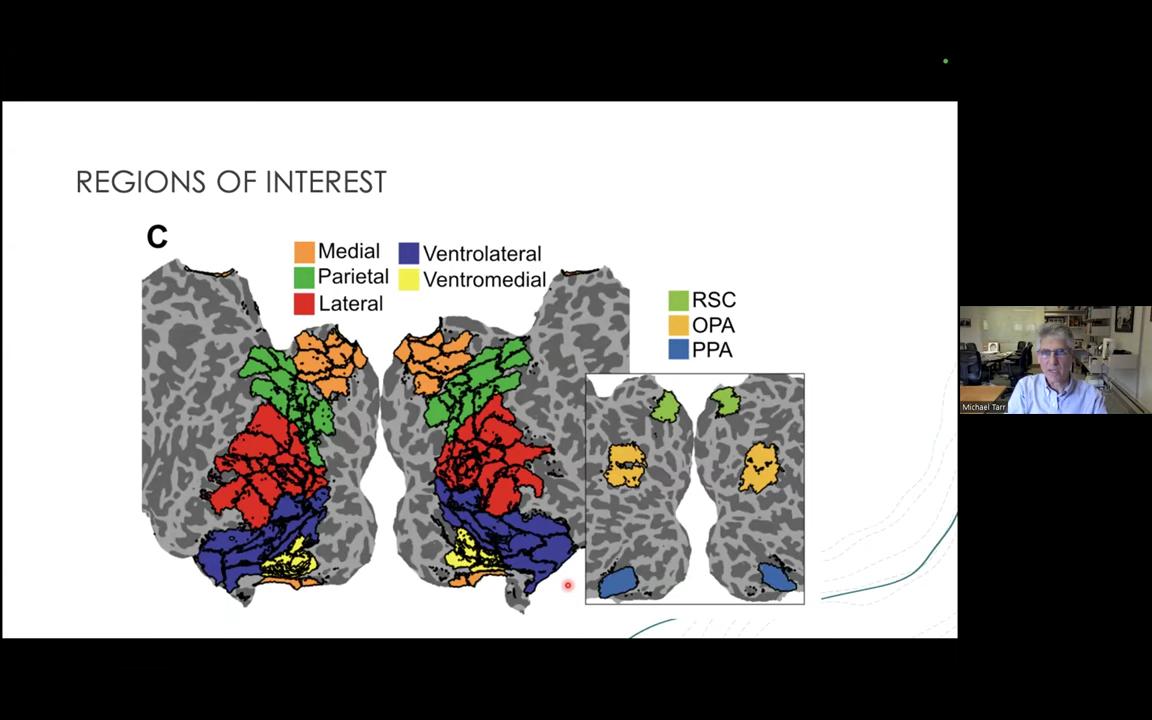 REGIONS OF INTEREST
C
Medial
Parietal
Lateral
Ventrolateral
Ventromedial
RSC
OPA
PPA
Michael Tarr